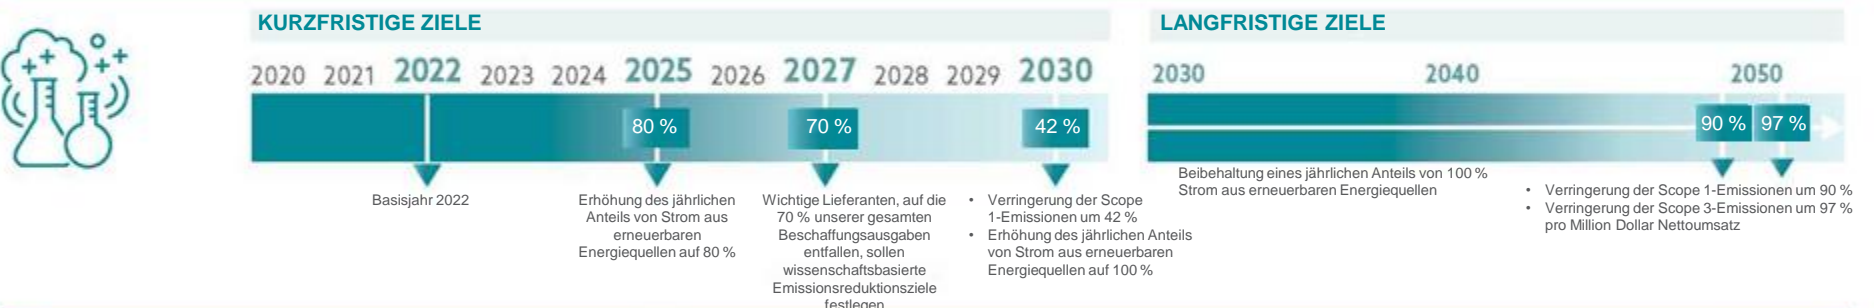 KURZFRISTIGE ZIELE
2020 2021 2022 2023 2024 2025 2026 2027 2028 2029 2030
80 %
70 %
42 %
Basisjahr 2022
Erhöhung des jährlichen
Anteils von Strom aus
erneuerbaren
Energiequellen auf 80 %
Wichtige Lieferanten, auf die
70 % unserer gesamten
Beschaffungsausgaben
entfallen, sollen
wissenschaftsbasierte
Emissionsreduktionsziele
festlegen
• Verringerung der Scope
1-Emissionen um 42 %
• Erhöhung des jährlichen Anteils
von Strom aus erneuerbaren
Energiequellen auf 100 %
LANGFRISTIGE ZIELE
2030 2040 2050
90 % 97 %
Beibehaltung eines jährlichen Anteils von 100 %
Strom aus erneuerbaren Energiequellen
• Verringerung der Scope 1-Emissionen um 90 %
• Verringerung der Scope 3-Emissionen um 97 %
pro Million Dollar Nettoumsatz